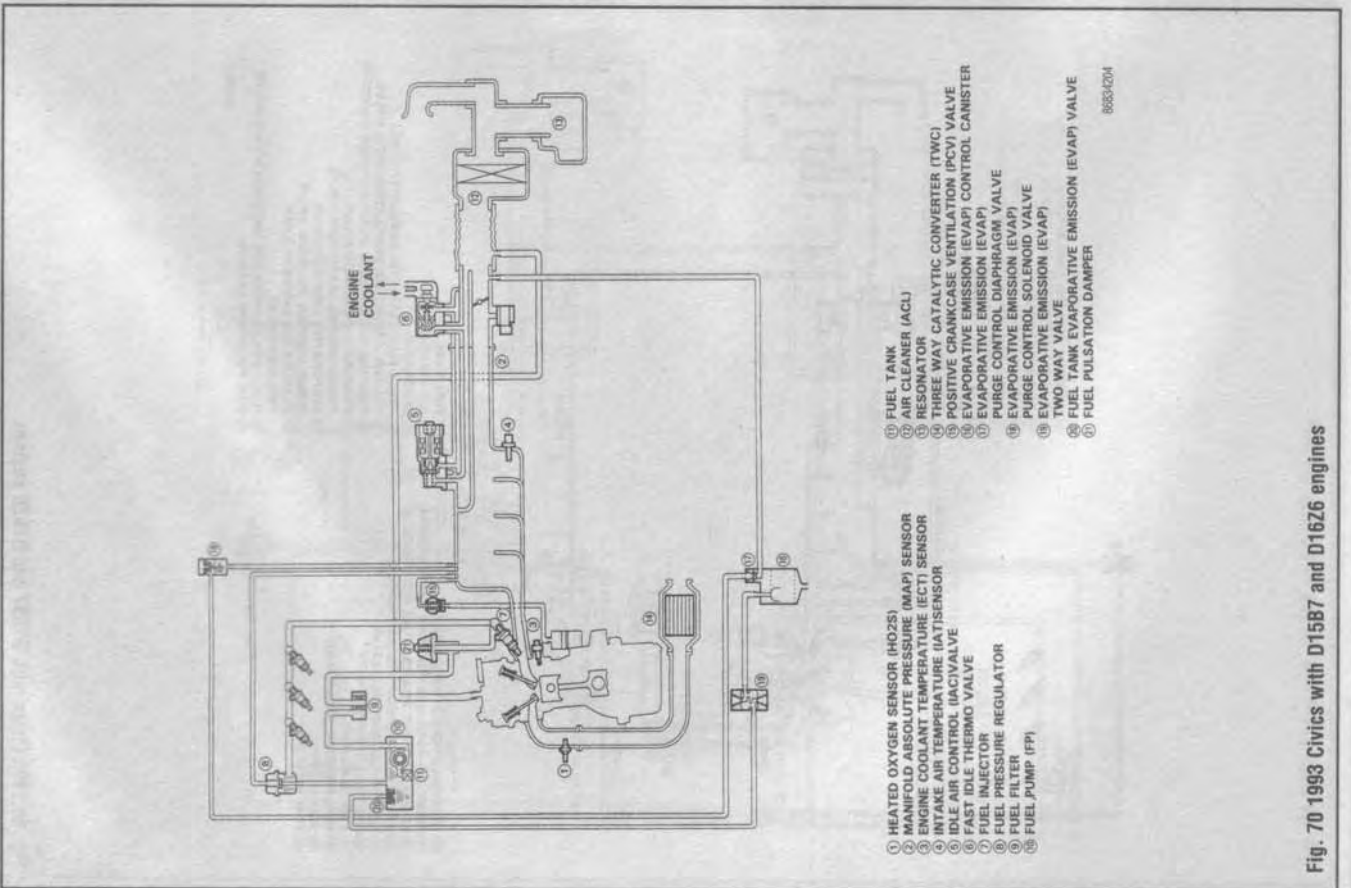 ENGINE
COOLANT
① HEATED OXYGEN SENSOR (HO2S)
② MANIFOLD ABSOLUTE PRESSURE (MAP) SENSOR
③ ENGINE COOLANT TEMPERATURE (ECT) SENSOR
④ INTAKE AIR TEMPERATURE (IAT)SENSOR
⑤ IDLE AIR CONTROL (IAC)VALVE
⑥ FAST IDLE THERMO VALVE
⑦ FUEL INJECTOR
⑧ FUEL PRESSURE REGULATOR
⑨ FUEL FILTER
⑩ FUEL PUMP (FP)
⑪ FUEL TANK
⑫ AIR CLEANER (ACL)
⑬ RESONATOR
⑭ THREE WAY CATALYTIC CONVERTER (TWC)
⑮ POSITIVE CRANKCASE VENTILATION (PCV) VALVE
⑯ EVAPORATIVE EMISSION (EVAP) CONTROL CANISTER
⑰ EVAPORATIVE EMISSION (EVAP)
PURGE CONTROL DIAPHRAGM VALVE
⑱ EVAPORATIVE EMISSION (EVAP)
PURGE CONTROL SOLENOID VALVE
⑲ EVAPORATIVE EMISSION (EVAP)
TWO WAY VALVE
⑳ FUEL TANK EVAPORATIVE EMISSION (EVAP) VALVE
㉑ FUEL PULSATION DAMPER
86834204
Fig. 70 1993 Civics with D15B7 and D16Z6 engines